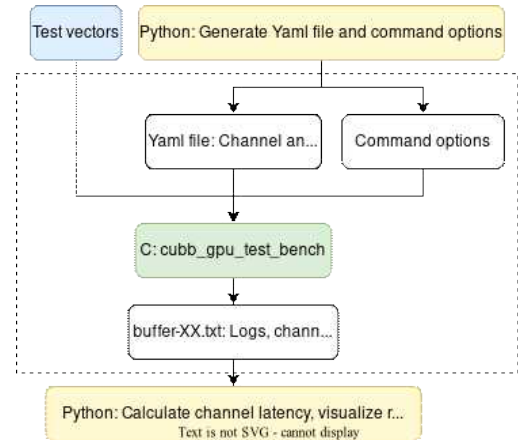 Test vectors
Python: Generate Yaml file and command options
Yaml file: Channel an...
Command options
C: cubb_gpu_test_bench
buffer-XX.txt: Logs, chann...
Python: Calculate channel latency, visualize r...
Text is not SVG - cannot display